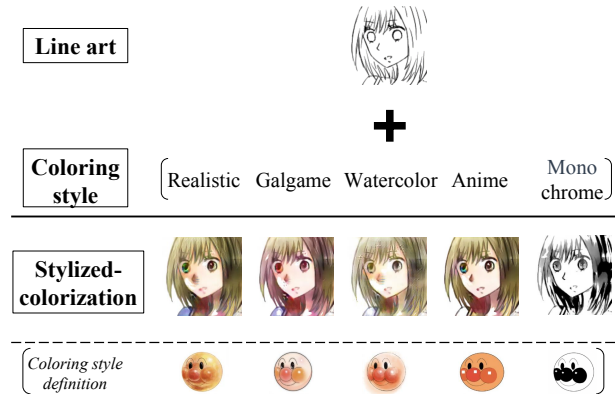 Line art
Coloring
style
Realistic Galgame Watercolor Anime Mono
chrome
Stylized-
colorization
Coloring style
definition